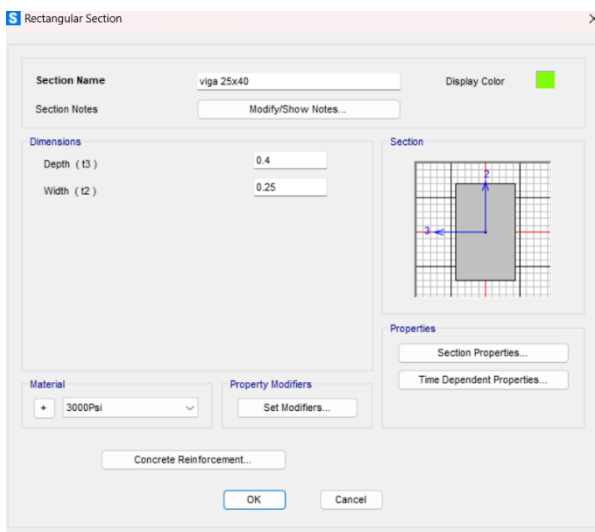 S Rectangular Section
Section Name viga 25x40 Display Color
Section Notes Modify/Show Notes...
Dimensions
Depth ( t3 ) 0.4
Width ( t2 ) 0.25
Section
2
3
Properties
Section Properties...
Time Dependent Properties...
Material
+ 3000Psi
Property Modifiers
Set Modifiers...
Concrete Reinforcement...
OK Cancel